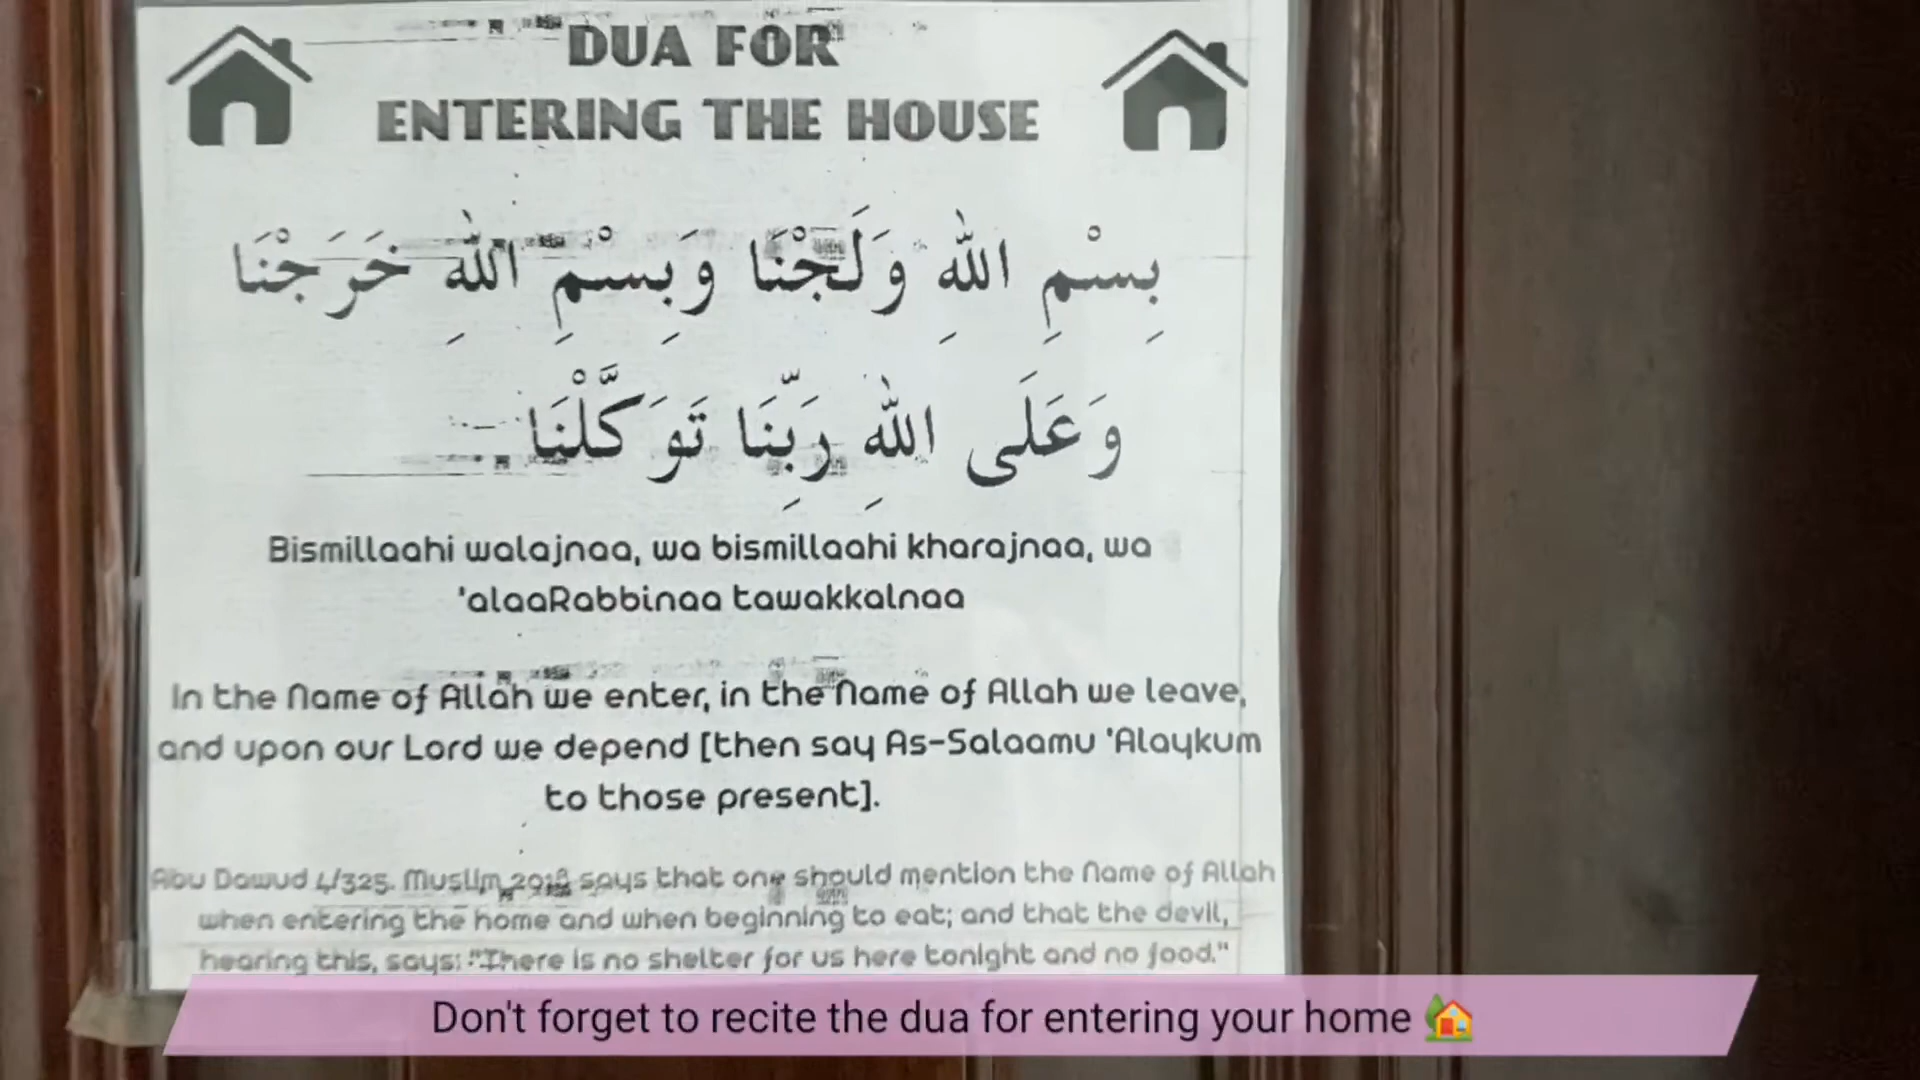 DUA FOR
ENTERING THE HOUSE
بِسْمِ اللهِ وَلَجْنَا وَبِسْمِ اللهِ خَرَجْنَا
وَعَلَى اللهِ رَبِّنَا تَوَكَّلْنَا
Bismillaahi walajnaa, wa bismillaahi kharajnaa, wa
'alaaRabbinaa tawakkalnaa
In the Name of Allah we enter, in the Name of Allah we leave,
and upon our Lord we depend [then say As-Salaamu 'Alaykum
to those present].
Abu Dawud 4/325. Muslim 2018 says that one should mention the Name of Allah
when entering the home and when beginning to eat; and that the devil,
hearing this, says: "There is no shelter for us here tonight and no food."
Don't forget to recite the dua for entering your home 🏡